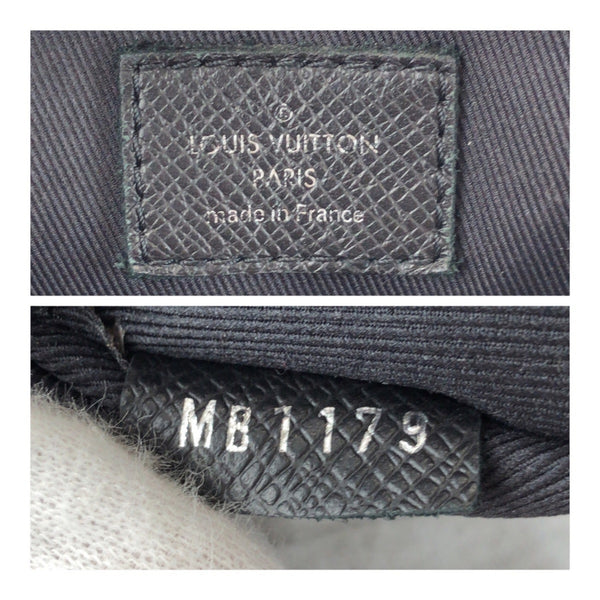 ®
LOUIS VUITTON
PARIS
made in France
MB1179